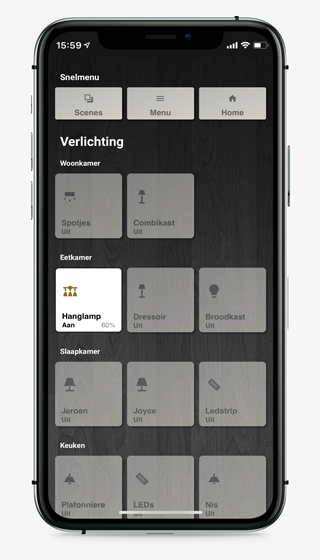 15:59
Snelmenu
Scenes Menu Home
Verlichting
Woonkamer
Spotjes Combikast
Uit Uit
Eetkamer
Hanglamp Dressoir Broodkast
Aan 60% Uit Uit
Slaapkamer
Jeroen Joyce Ledstrip
Uit Uit Uit
Keuken
Plafonniere LEDs Nis
Uit Uit Uit